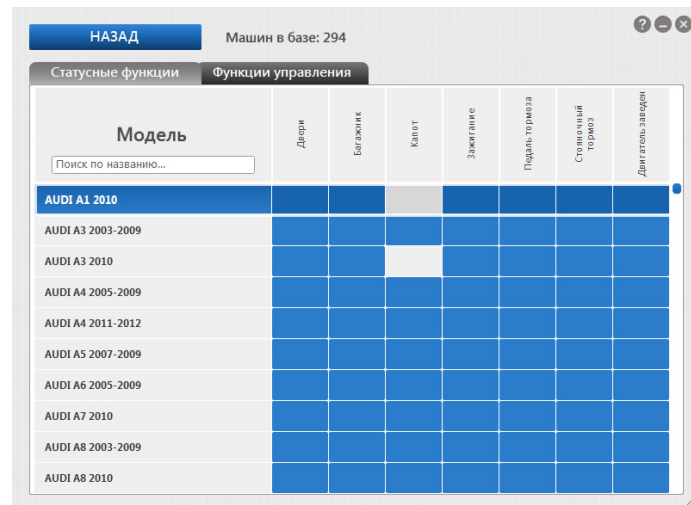 НАЗАД
Машин в базе: 294
Статусные функции
Функции управления
Модель
Поиск по названию...
Двери
Багажник
Капот
Зажигание
Педаль тормоза
Стояночный
тормоз
Двигатель заведен
AUDI A1 2010
AUDI A3 2003-2009
AUDI A3 2010
AUDI A4 2005-2009
AUDI A4 2011-2012
AUDI A5 2007-2009
AUDI A6 2005-2009
AUDI A7 2010
AUDI A8 2003-2009
AUDI A8 2010